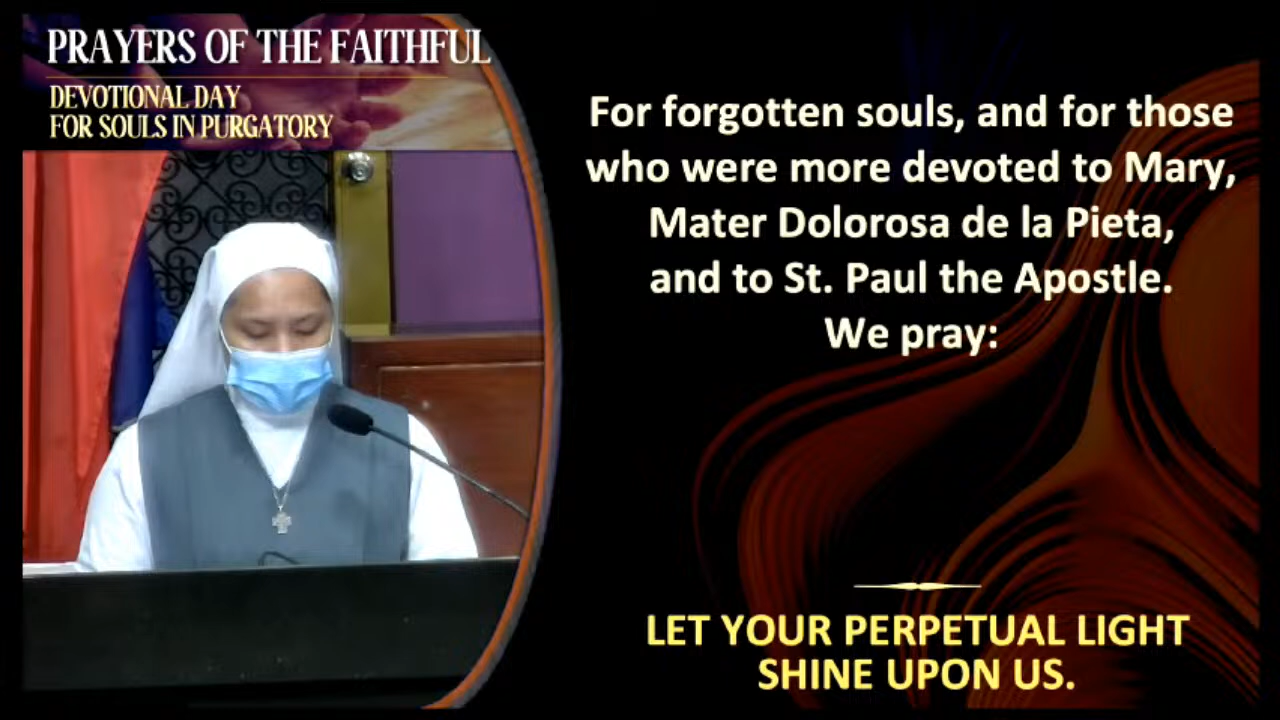 PRAYERS OF THE FAITHFUL
DEVOTIONAL DAY
FOR SOULS IN PURGATORY
For forgotten souls, and for those
who were more devoted to Mary,
Mater Dolorosa de la Pieta,
and to St. Paul the Apostle.
We pray:
LET YOUR PERPETUAL LIGHT
SHINE UPON US.